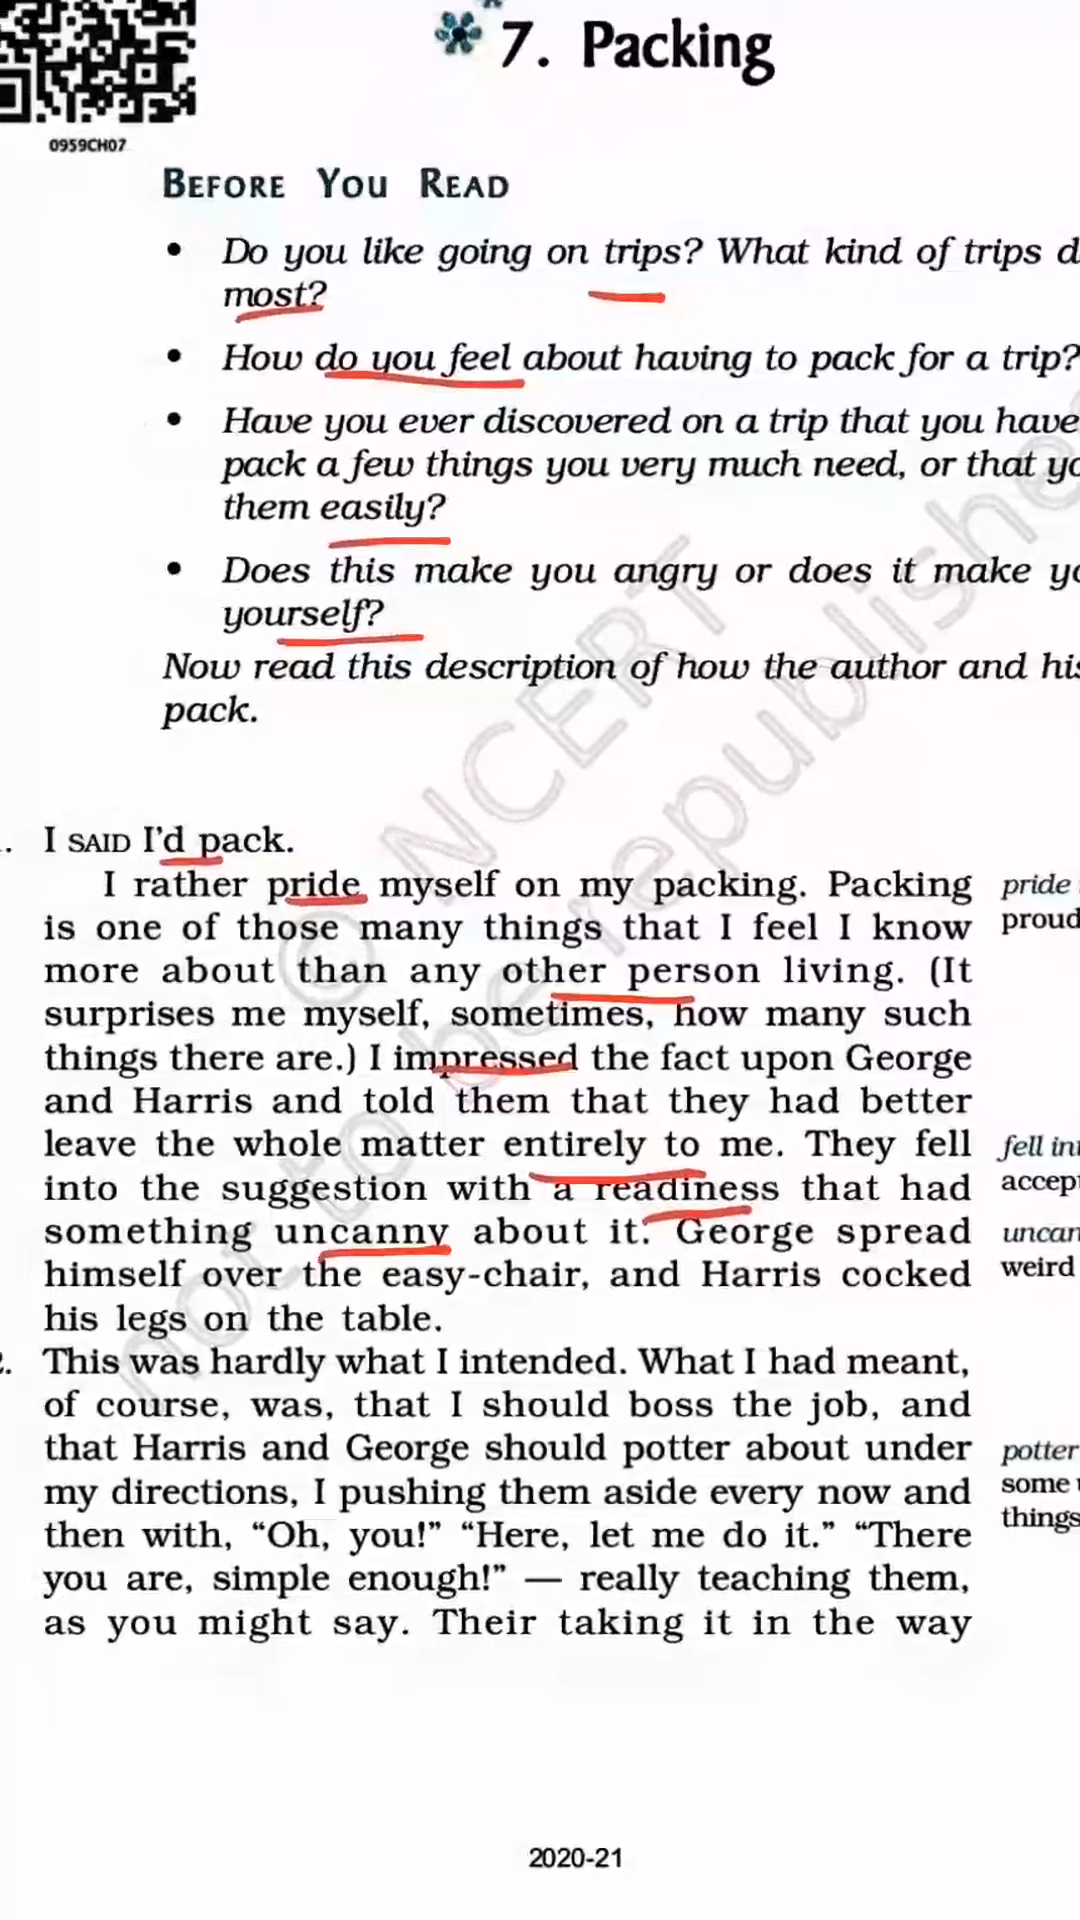 7. Packing
0959CH07
BEFORE YOU READ
• Do you like going on trips? What kind of trips d
most?
• How do you feel about having to pack for a trip?
• Have you ever discovered on a trip that you have
pack a few things you very much need, or that yo
them easily?
• Does this make you angry or does it make yo
yourself?
Now read this description of how the author and his
pack.
. I SAID I'd pack.
I rather pride myself on my packing. Packing
pride
is one of those many things that I feel I know
proud
more about than any other person living. (It
surprises me myself, sometimes, how many such
things there are.) I impressed the fact upon George
and Harris and told them that they had better
leave the whole matter entirely to me. They fell
fell in
into the suggestion with a readiness that had
accep
something uncanny about it. George spread
uncan
himself over the easy-chair, and Harris cocked
weird
his legs on the table.
2. This was hardly what I intended. What I had meant,
of course, was, that I should boss the job, and
that Harris and George should potter about under
potter
my directions, I pushing them aside every now and
some
then with, “Oh, you!” “Here, let me do it.” “There
things
you are, simple enough!” — really teaching them,
as you might say. Their taking it in the way
© NCERT
not to be republishe
2020-21